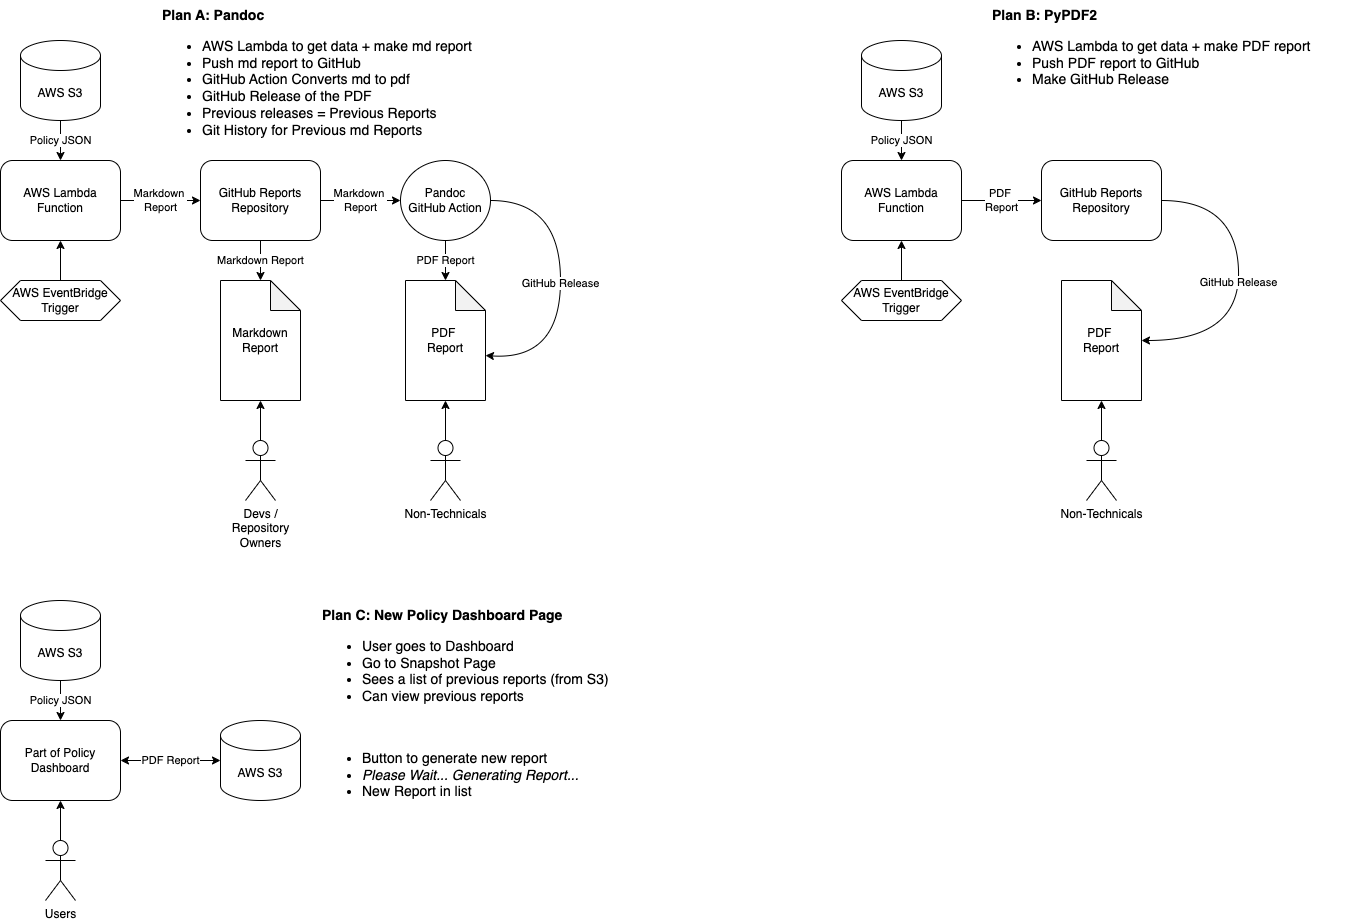 Plan A: Pandoc
• AWS Lambda to get data + make md report
• Push md report to GitHub
• GitHub Action Converts md to pdf
• GitHub Release of the PDF
• Previous releases = Previous Reports
• Git History for Previous md Reports
AWS S3
Policy JSON
AWS Lambda
Function
Markdown
Report
GitHub Reports
Repository
Markdown
Report
Pandoc
GitHub Action
AWS EventBridge
Trigger
Markdown Report
PDF Report
GitHub Release
Markdown
Report
PDF
Report
Devs /
Repository
Owners
Non-Technicals
Plan B: PyPDF2
• AWS Lambda to get data + make PDF report
• Push PDF report to GitHub
• Make GitHub Release
AWS S3
Policy JSON
AWS Lambda
Function
PDF
Report
GitHub Reports
Repository
AWS EventBridge
Trigger
GitHub Release
PDF
Report
Non-Technicals
Plan C: New Policy Dashboard Page
• User goes to Dashboard
• Go to Snapshot Page
• Sees a list of previous reports (from S3)
• Can view previous reports
• Button to generate new report
• Please Wait... Generating Report...
• New Report in list
AWS S3
Policy JSON
Part of Policy
Dashboard
PDF Report
AWS S3
Users